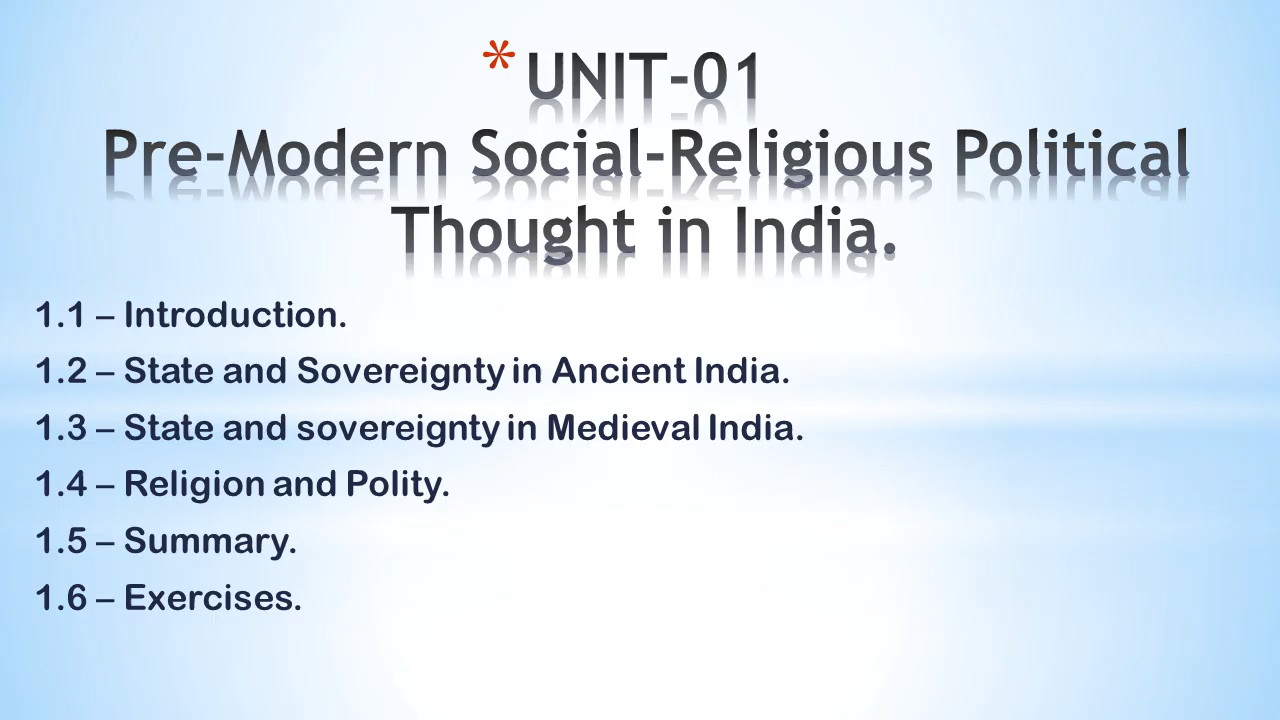 * UNIT-01
Pre-Modern Social-Religious Political
Thought in India.
1.1 – Introduction.
1.2 – State and Sovereignty in Ancient India.
1.3 – State and sovereignty in Medieval India.
1.4 – Religion and Polity.
1.5 – Summary.
1.6 – Exercises.